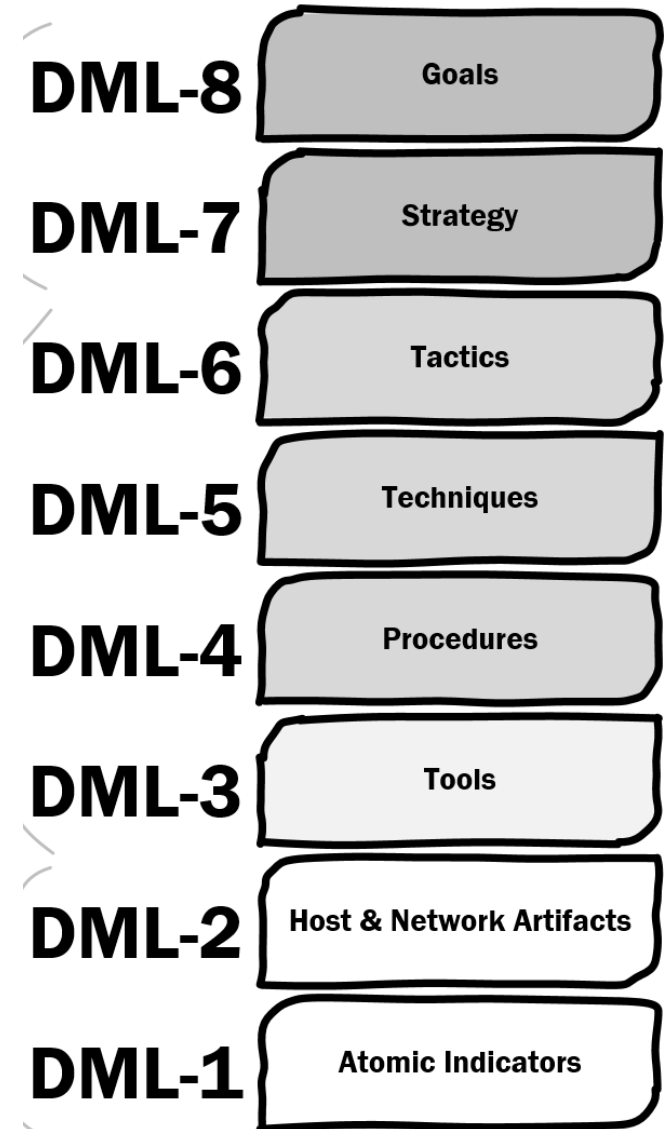 DML-8 Goals
DML-7 Strategy
DML-6 Tactics
DML-5 Techniques
DML-4 Procedures
DML-3 Tools
DML-2 Host & Network Artifacts
DML-1 Atomic Indicators